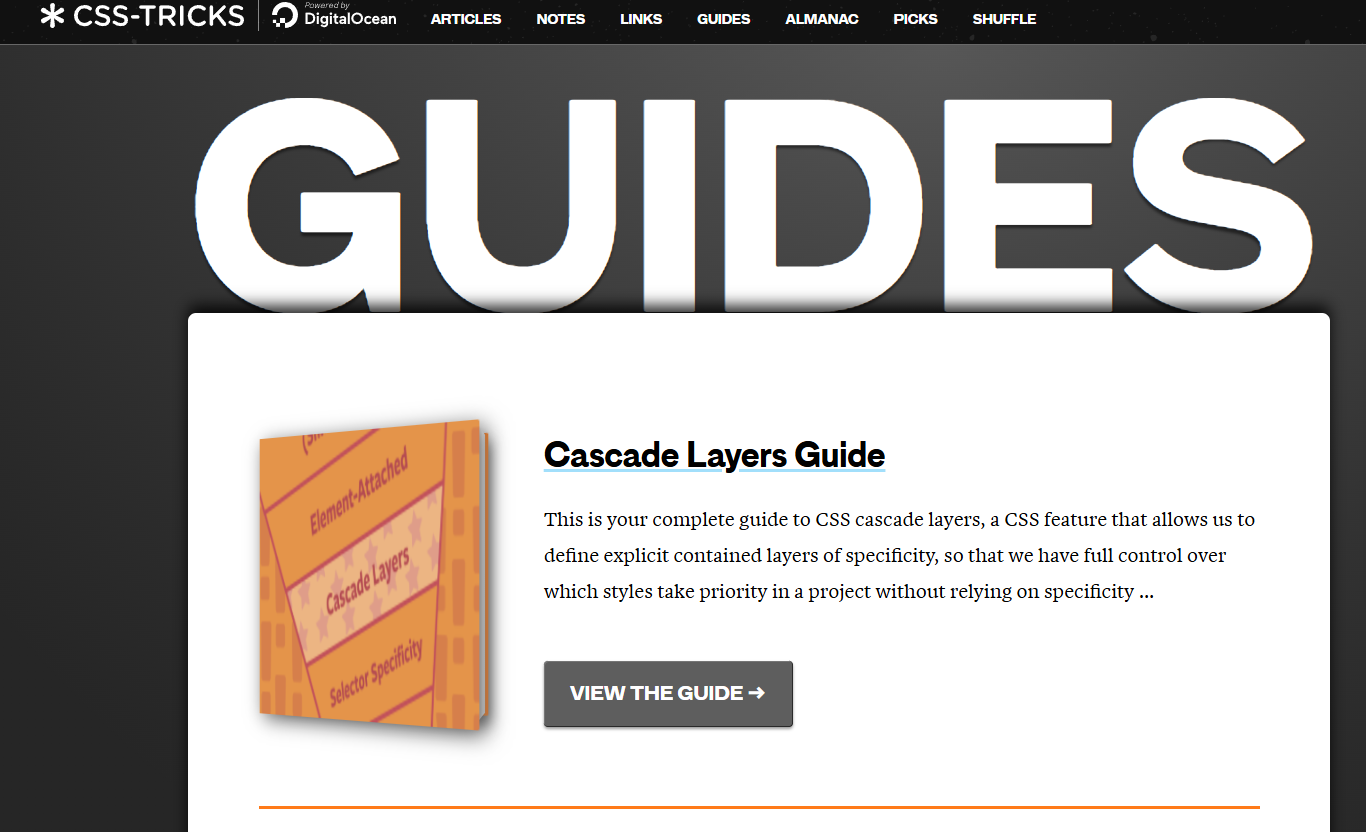 CSS-TRICKS
Powered by
DigitalOcean
ARTICLES
NOTES
LINKS
GUIDES
ALMANAC
PICKS
SHUFFLE
GUIDES
Element-Attached
Cascade Layers
Selector Specificity
Cascade Layers Guide
This is your complete guide to CSS cascade layers, a CSS feature that allows us to
define explicit contained layers of specificity, so that we have full control over
which styles take priority in a project without relying on specificity ...
VIEW THE GUIDE →